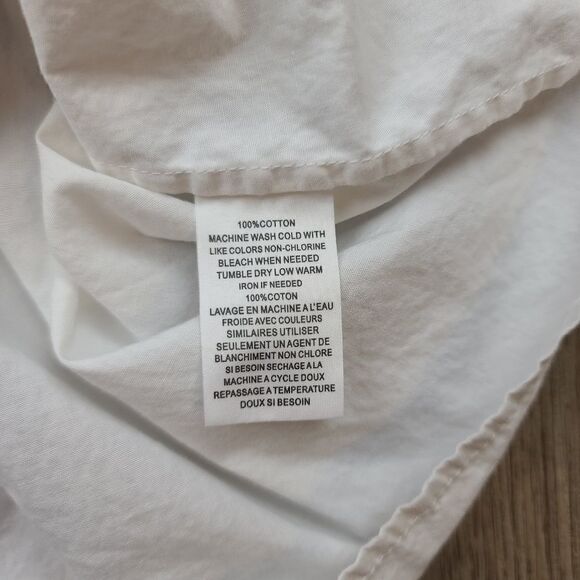 100%COTTON
MACHINE WASH COLD WITH
LIKE COLORS NON-CHLORINE
BLEACH WHEN NEEDED
TUMBLE DRY LOW WARM
IRON IF NEEDED
100%COTON
LAVAGE EN MACHINE A L'EAU
FROIDE AVEC COULEURS
SIMILAIRES UTILISER
SEULEMENT UN AGENT DE
BLANCHIMENT NON CHLORE
SI BESOIN SECHAGE A LA
MACHINE A CYCLE DOUX
REPASSAGE A TEMPERATURE
DOUX SI BESOIN